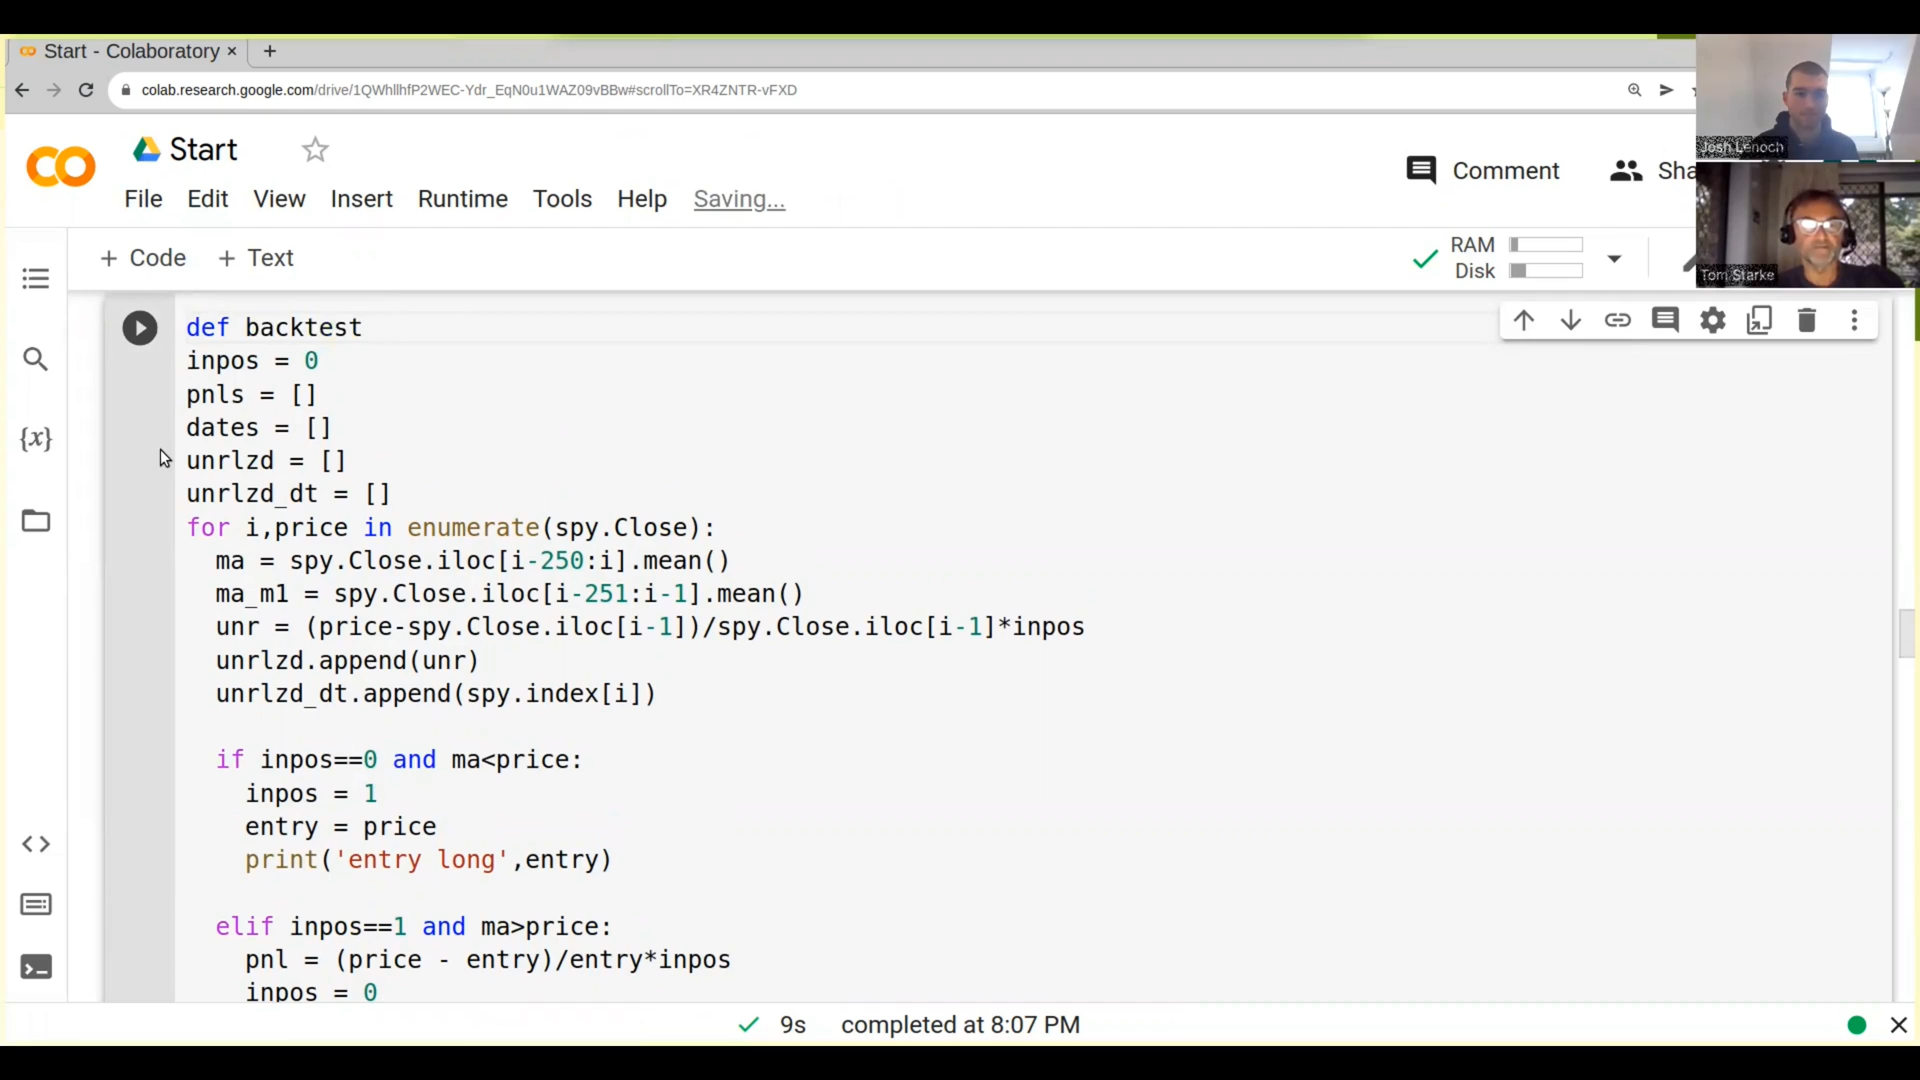 Start - Colaboratory × +
colab.research.google.com/drive/1QWhllhfP2WEC-Ydr_EqN0u1WAZ09vBBw#scrollTo=XR4ZNTR-vFXD
Josh Lenoch
CO Start
Comment Sha
File Edit View Insert Runtime Tools Help Saving...
+ Code + Text
RAM
Disk
Tom Starke
def backtest
inpos = 0
pnls = []
dates = []
{x}
unrlzd = []
unrlzd_dt = []
for i,price in enumerate(spy.Close):
ma = spy.Close.iloc[i-250:i].mean()
ma_m1 = spy.Close.iloc[i-251:i-1].mean()
unr = (price-spy.Close.iloc[i-1])/spy.Close.iloc[i-1]*inpos
unrlzd.append(unr)
unrlzd_dt.append(spy.index[i])
if inpos==0 and ma<price:
inpos = 1
entry = price
print('entry long',entry)
elif inpos==1 and ma>price:
pnl = (price - entry)/entry*inpos
inpos = 0
9s completed at 8:07 PM